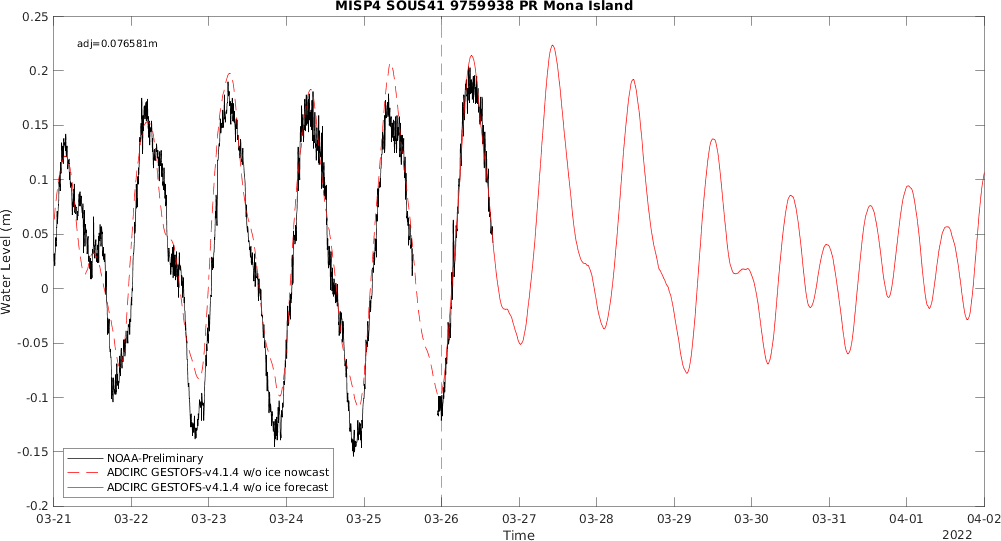 MISP4 SOUS41 9759938 PR Mona Island
adj=0.076581m
0.25
0.2
0.15
0.1
0.05
0
-0.05
-0.1
-0.15
-0.2
Water Level (m)
NOAA-Preliminary
ADCIRC GESTOFS-v4.1.4 w/o ice nowcast
ADCIRC GESTOFS-v4.1.4 w/o ice forecast
03-21 03-22 03-23 03-24 03-25 03-26 03-27 03-28 03-29 03-30 03-31 04-01 04-02
Time
2022